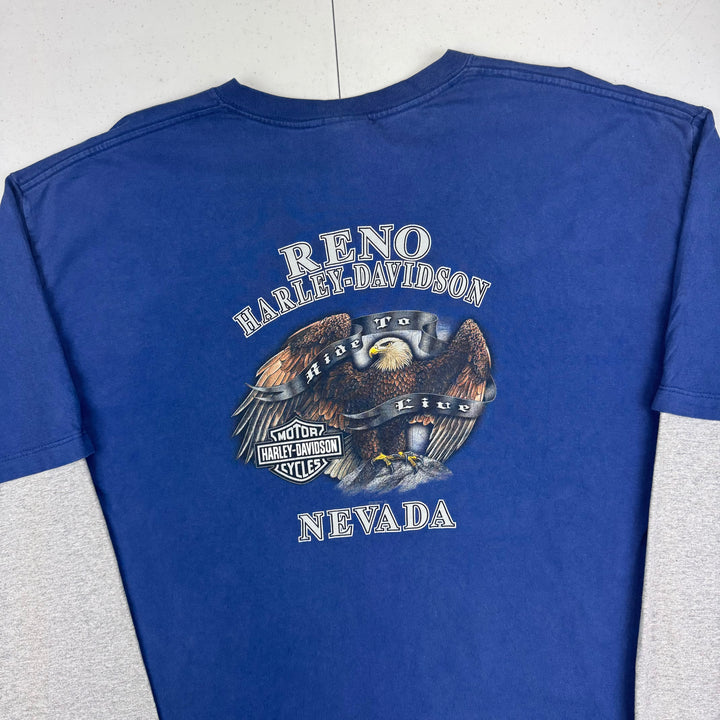 RENO
HARLEY-DAVIDSON
Ride To
Live
MOTOR
HARLEY-DAVIDSON
CYCLES
NEVADA